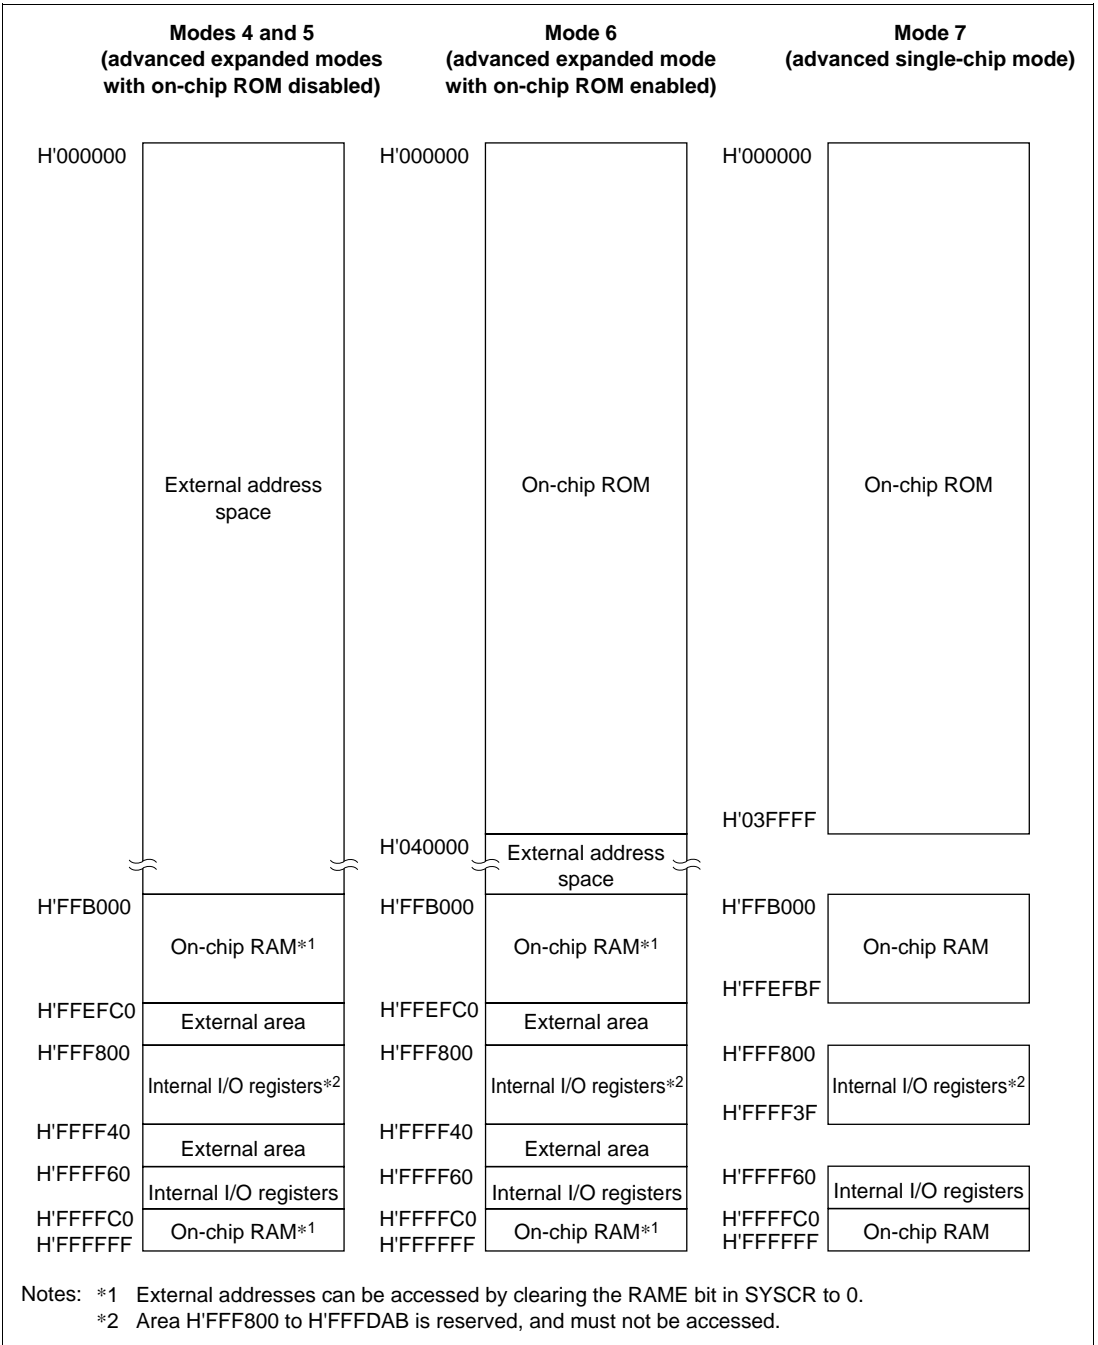 Modes 4 and 5
(advanced expanded modes
with on-chip ROM disabled)
Mode 6
(advanced expanded mode
with on-chip ROM enabled)
Mode 7
(advanced single-chip mode)
H'000000
External address
space
H'FFB000
On-chip RAM*1
H'FFEFC0
External area
H'FFF800
Internal I/O registers*2
H'FFFF40
External area
H'FFFF60
Internal I/O registers
H'FFFFC0
On-chip RAM*1
H'FFFFFF
H'000000
On-chip ROM
H'040000
External address
space
H'FFB000
On-chip RAM*1
H'FFEFC0
External area
H'FFF800
Internal I/O registers*2
H'FFFF40
External area
H'FFFF60
Internal I/O registers
H'FFFFC0
On-chip RAM*1
H'FFFFFF
H'000000
On-chip ROM
H'03FFFF
H'FFB000
On-chip RAM
H'FFEFBF
H'FFF800
Internal I/O registers*2
H'FFFF3F
H'FFFF60
Internal I/O registers
H'FFFFC0
On-chip RAM
H'FFFFFF
Notes: *1 External addresses can be accessed by clearing the RAME bit in SYSCR to 0.
*2 Area H'FFF800 to H'FFFDAB is reserved, and must not be accessed.